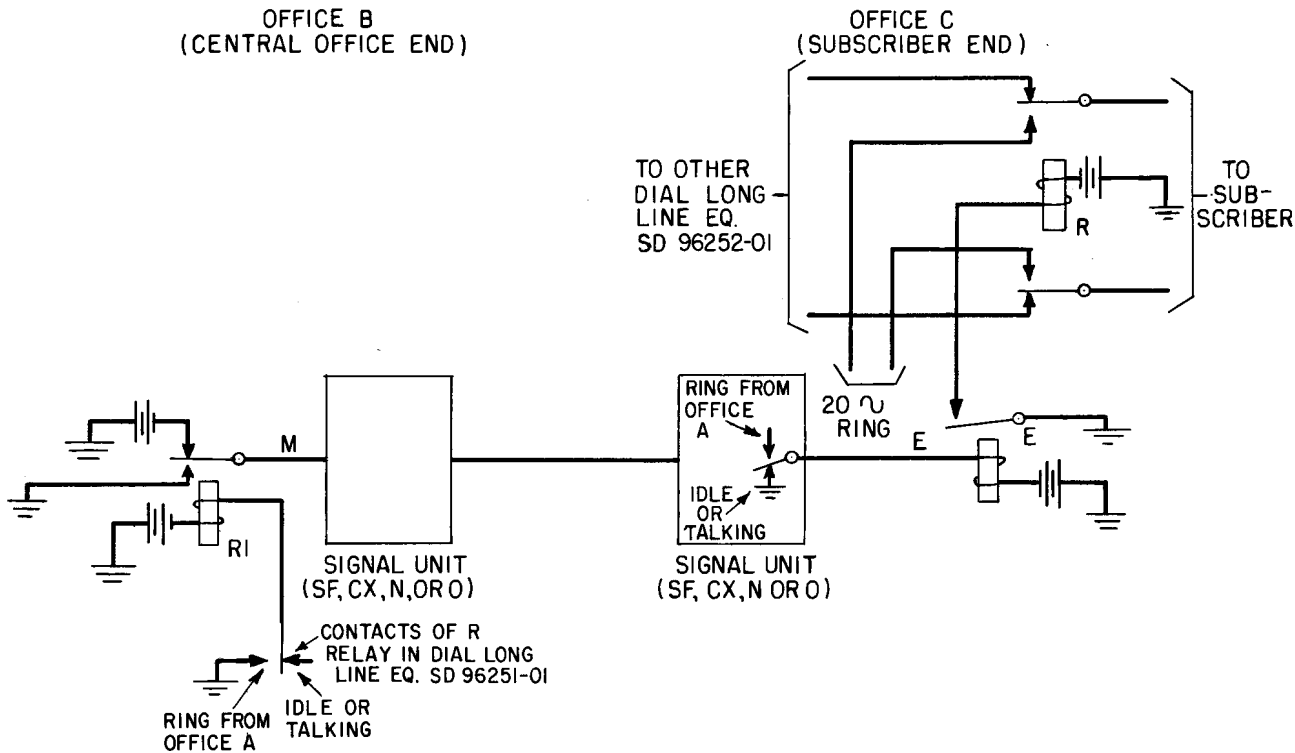 OFFICE B
(CENTRAL OFFICE END)
OFFICE C
(SUBSCRIBER END)
TO OTHER
DIAL LONG
LINE EQ.
SD 96252-01
R
TO
SUB-
SCRIBER
20 ∿
RING
M
R1
SIGNAL UNIT
(SF, CX, N, OR O)
RING FROM
OFFICE
A
IDLE
OR
TALKING
SIGNAL UNIT
(SF, CX, N OR O)
E
E
CONTACTS OF R
RELAY IN DIAL LONG
LINE EQ. SD 96251-01
RING FROM
OFFICE A
IDLE OR
TALKING